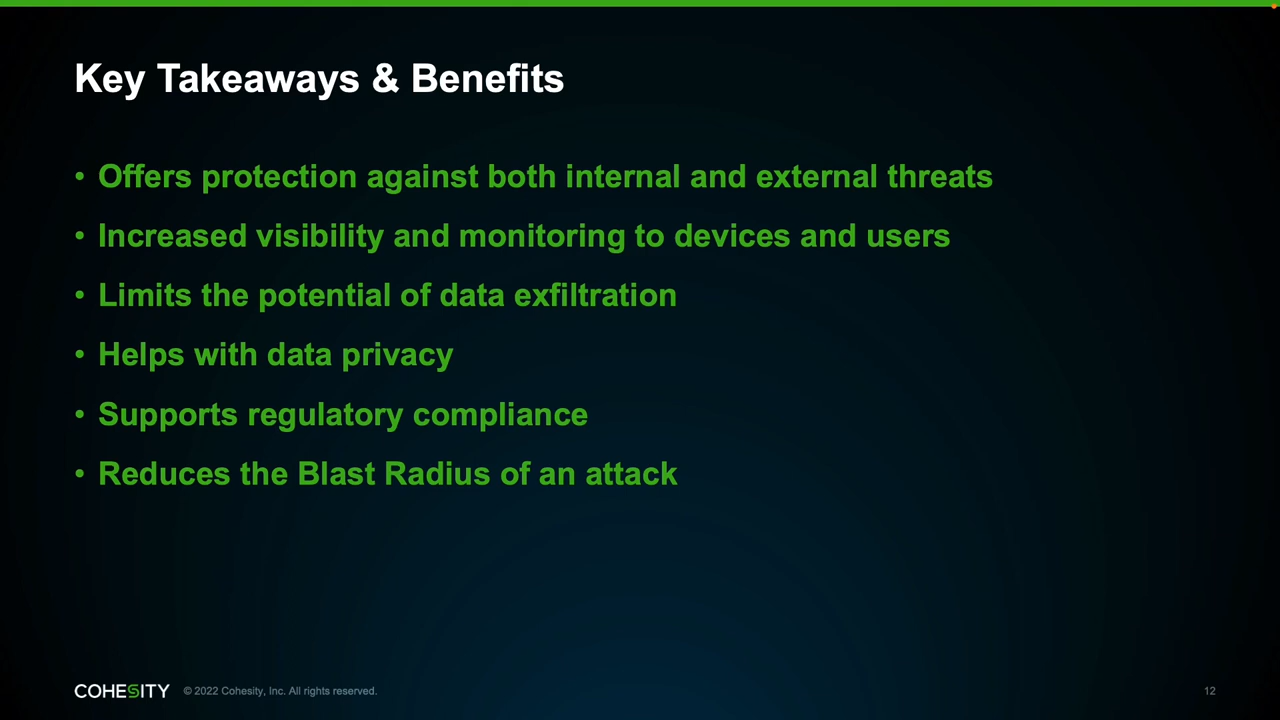 Key Takeaways & Benefits
• Offers protection against both internal and external threats
• Increased visibility and monitoring to devices and users
• Limits the potential of data exfiltration
• Helps with data privacy
• Supports regulatory compliance
• Reduces the Blast Radius of an attack
COHESITY © 2022 Cohesity, Inc. All rights reserved. 12